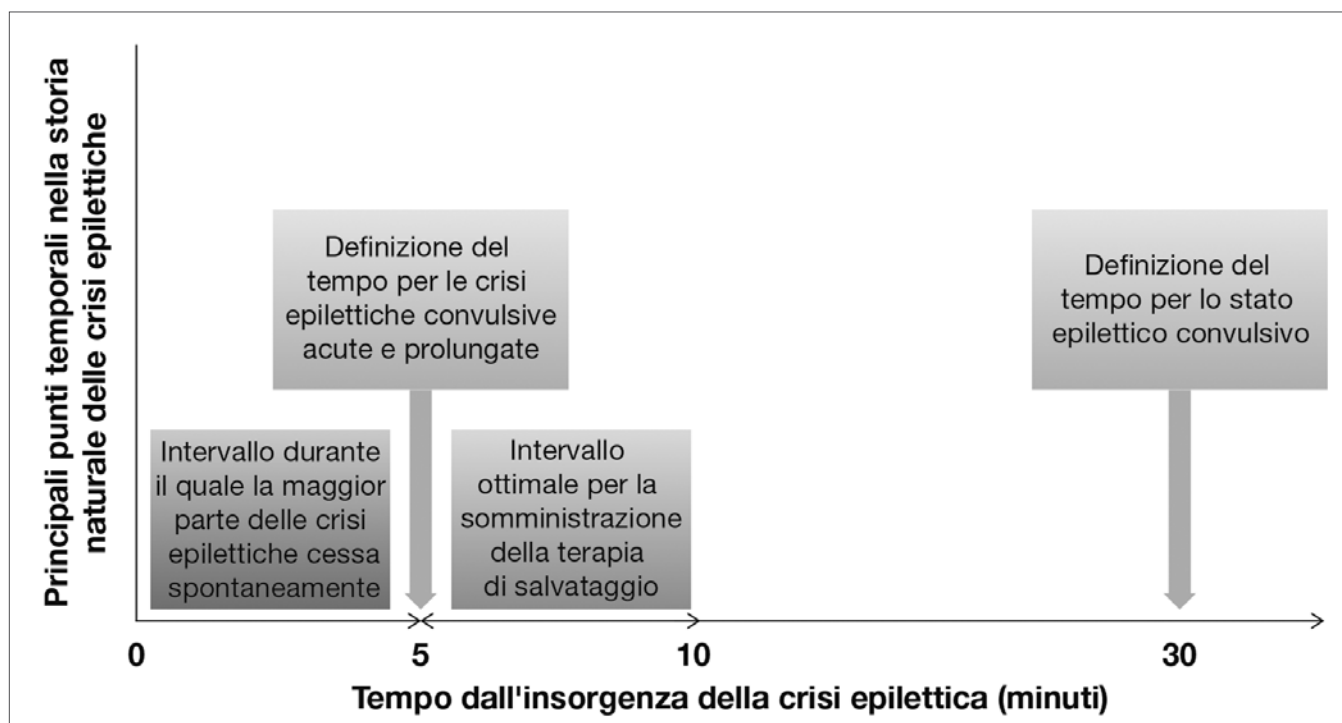 Principali punti temporali nella storia
naturale delle crisi epilettiche
Definizione del
tempo per le crisi
epilettiche convulsive
acute e prolungate
Definizione del
tempo per lo stato
epilettico convulsivo
Intervallo durante
il quale la maggior
parte delle crisi
epilettiche cessa
spontaneamente
Intervallo
ottimale per la
somministrazione
della terapia
di salvataggio
0 5 10 30
Tempo dall'insorgenza della crisi epilettica (minuti)